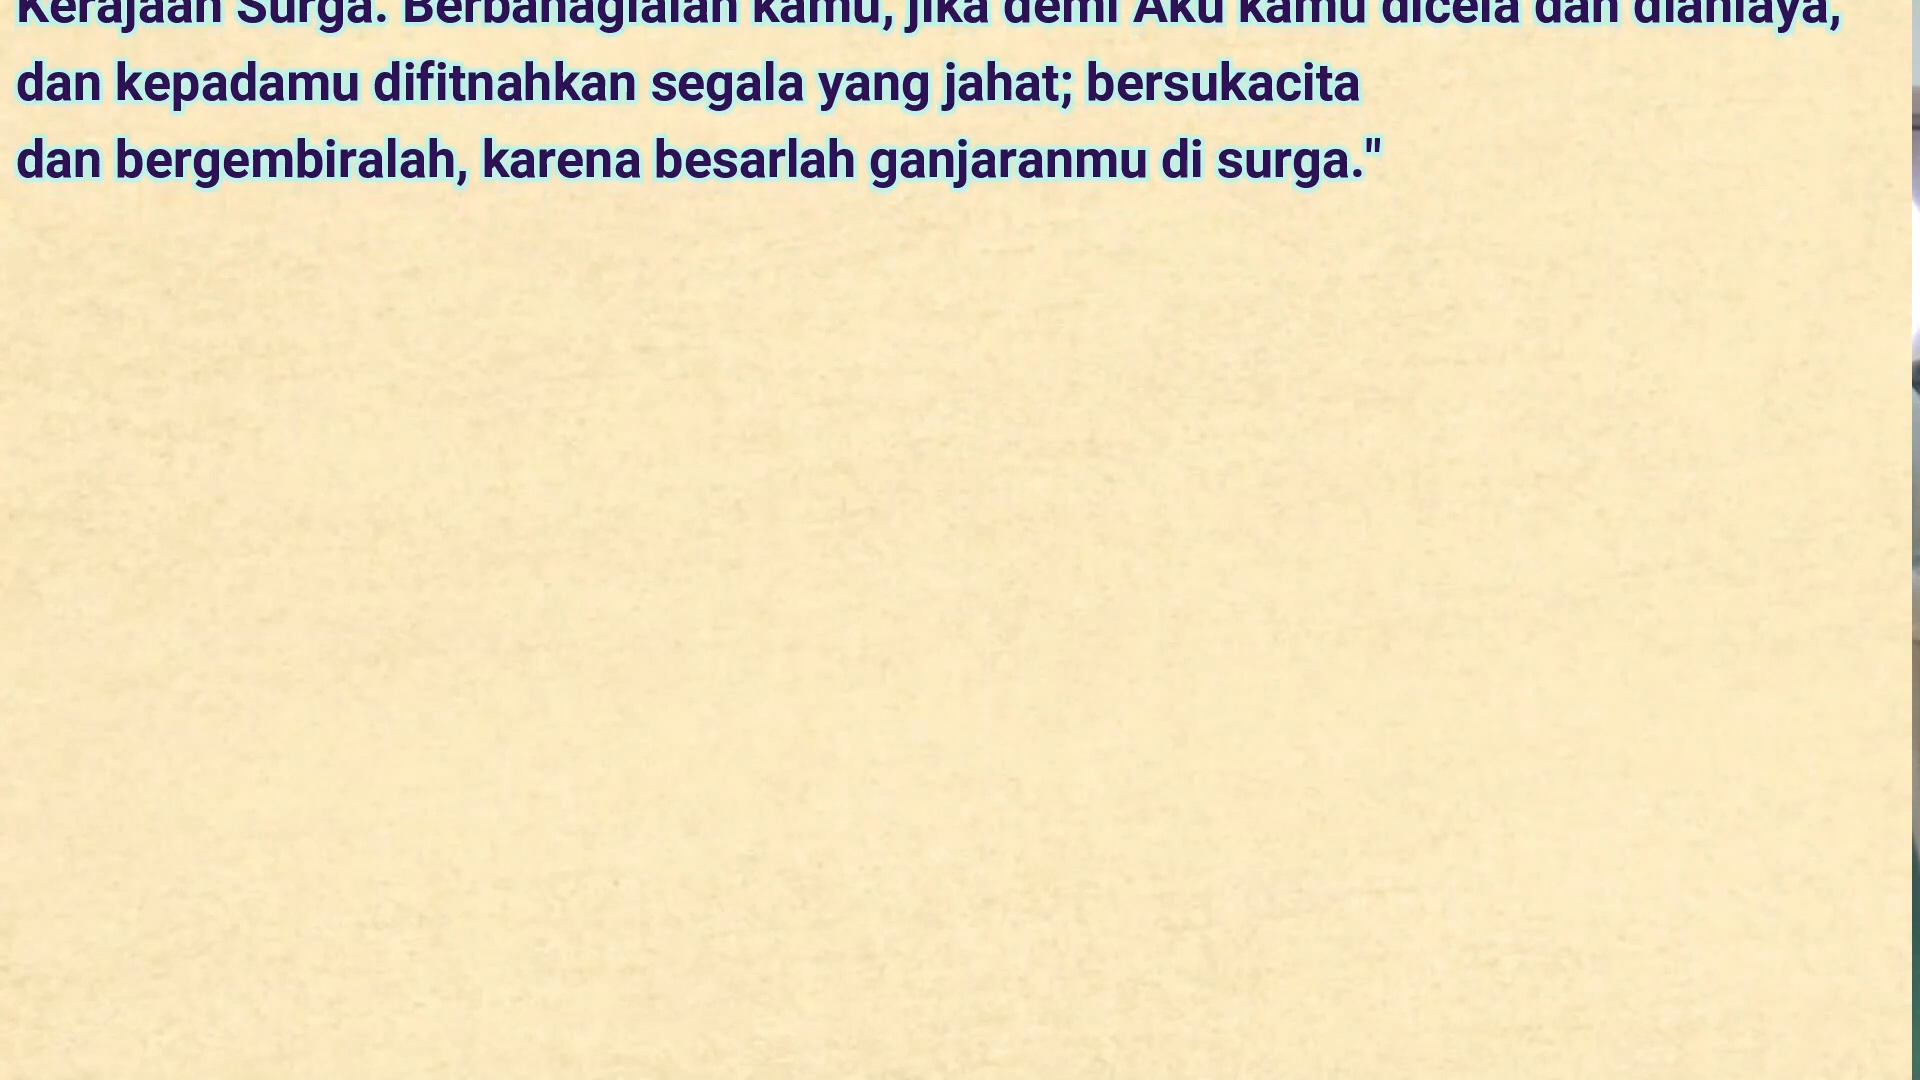 Kerajaan Surga. Berbahagialah kamu, jika demi Aku kamu dicela dan dianiaya,
dan kepadamu difitnahkan segala yang jahat; bersukacita
dan bergembiralah, karena besarlah ganjaranmu di surga."